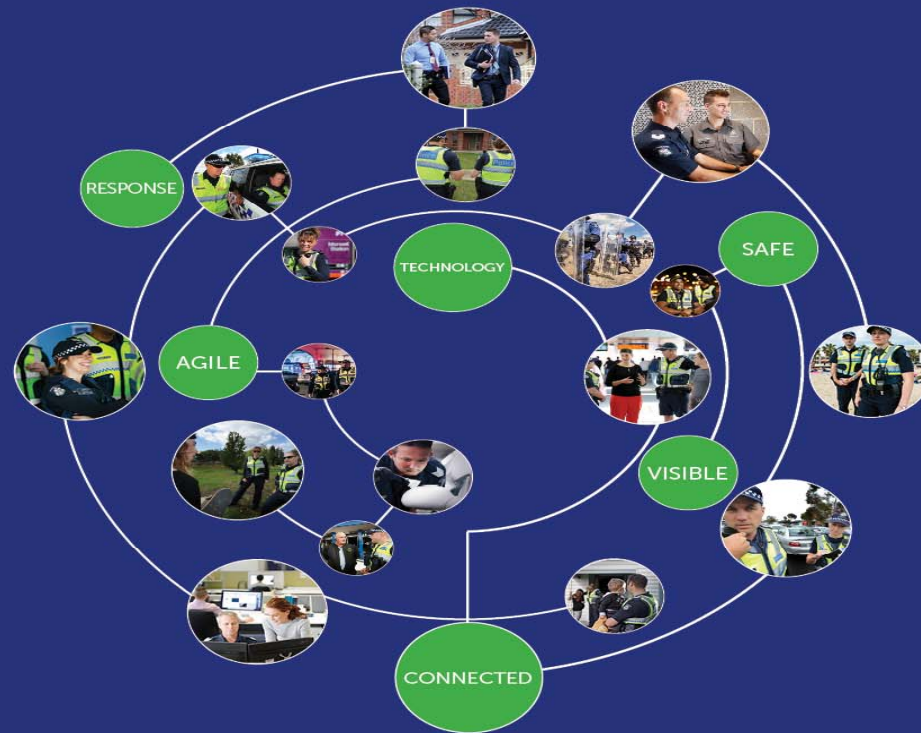 RESPONSE
TECHNOLOGY
SAFE
AGILE
VISIBLE
CONNECTED